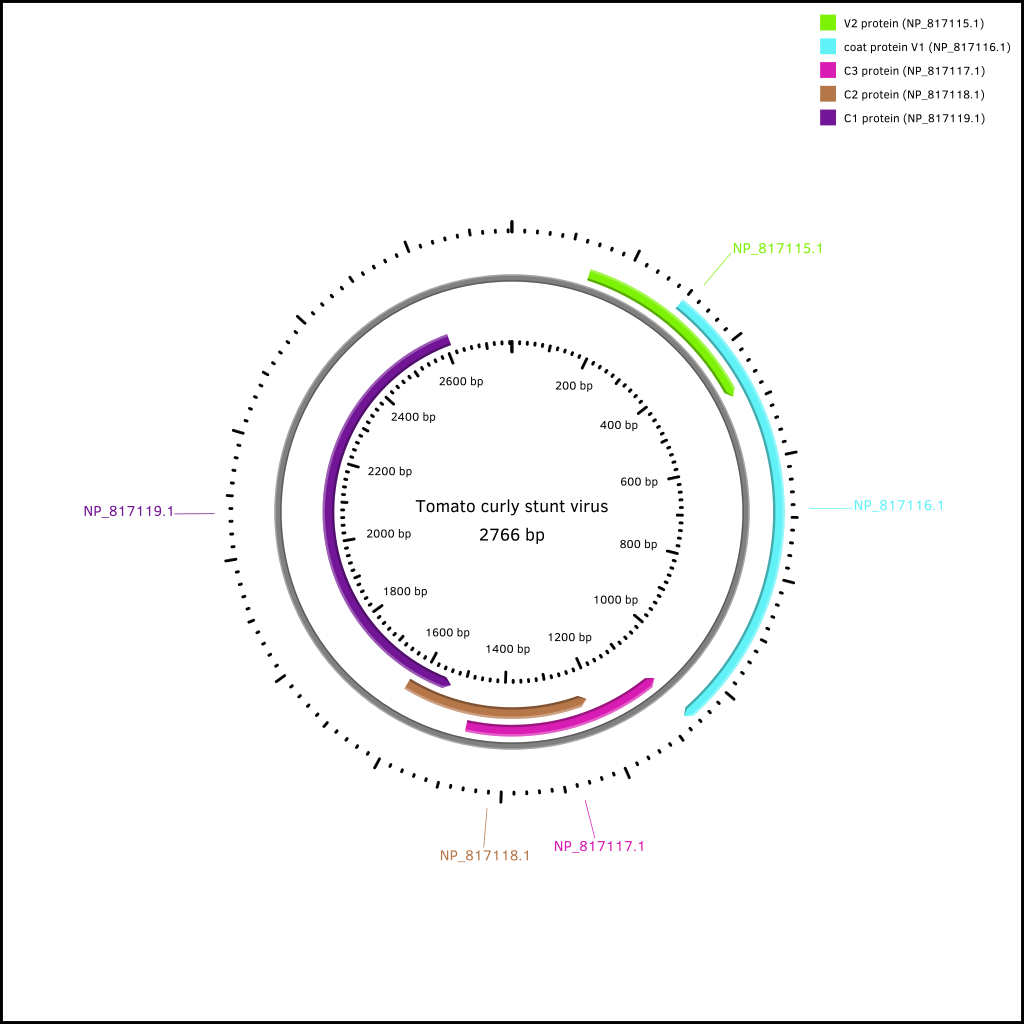 V2 protein (NP_817115.1)
coat protein V1 (NP_817116.1)
C3 protein (NP_817117.1)
C2 protein (NP_817118.1)
C1 protein (NP_817119.1)
NP_817115.1
2600 bp
200 bp
2400 bp
400 bp
2200 bp
600 bp
NP_817119.1
Tomato curly stunt virus
NP_817116.1
2766 bp
2000 bp
800 bp
1800 bp
1000 bp
1600 bp
1200 bp
1400 bp
NP_817118.1
NP_817117.1